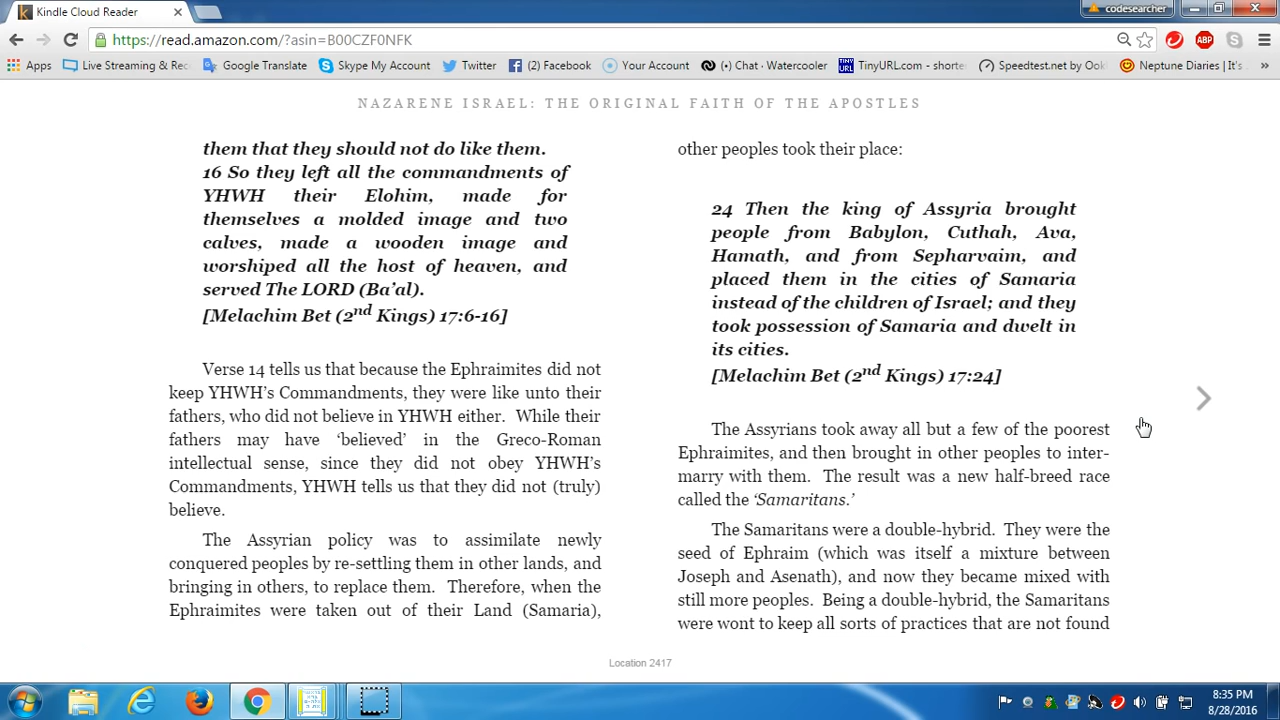 Kindle Cloud Reader
codesearcher
https://read.amazon.com/?asin=B00CZF0NFK
Apps Live Streaming & Rec Google Translate Skype My Account Twitter (2) Facebook Your Account (•) Chat · Watercooler TinyURL.com - shorte Speedtest.net by Ook Neptune Diaries | It's
NAZARENE ISRAEL: THE ORIGINAL FAITH OF THE APOSTLES
them that they should not do like them.
16 So they left all the commandments of
YHWH their Elohim, made for
themselves a molded image and two
calves, made a wooden image and
worshiped all the host of heaven, and
served The LORD (Ba'al).
[Melachim Bet (2nd Kings) 17:6-16]
Verse 14 tells us that because the Ephraimites did not
keep YHWH's Commandments, they were like unto their
fathers, who did not believe in YHWH either. While their
fathers may have 'believed' in the Greco-Roman
intellectual sense, since they did not obey YHWH's
Commandments, YHWH tells us that they did not (truly)
believe.
The Assyrian policy was to assimilate newly
conquered peoples by re-settling them in other lands, and
bringing in others, to replace them. Therefore, when the
Ephraimites were taken out of their Land (Samaria),
other peoples took their place:
24 Then the king of Assyria brought
people from Babylon, Cuthah, Ava,
Hamath, and from Sepharvaim, and
placed them in the cities of Samaria
instead of the children of Israel; and they
took possession of Samaria and dwelt in
its cities.
[Melachim Bet (2nd Kings) 17:24]
The Assyrians took away all but a few of the poorest
Ephraimites, and then brought in other peoples to inter-
marry with them. The result was a new half-breed race
called the 'Samaritans.'
The Samaritans were a double-hybrid. They were the
seed of Ephraim (which was itself a mixture between
Joseph and Asenath), and now they became mixed with
still more peoples. Being a double-hybrid, the Samaritans
were wont to keep all sorts of practices that are not found
Location 2417
8:35 PM
8/28/2016